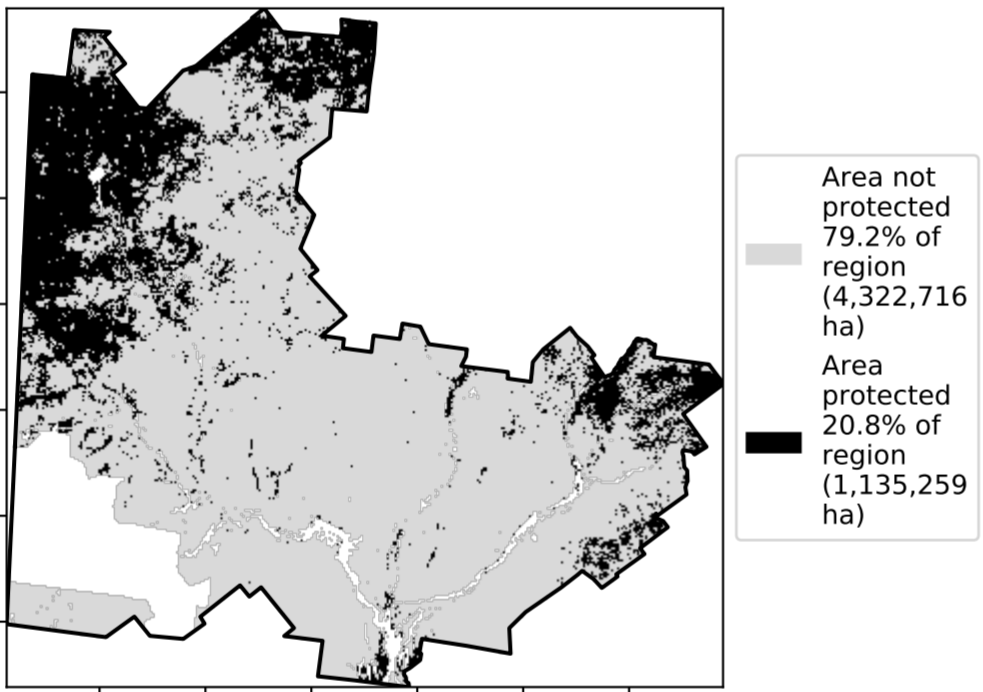 Area not
protected
79.2% of
region
(4,322,716
ha)
Area
protected
20.8% of
region
(1,135,259
ha)